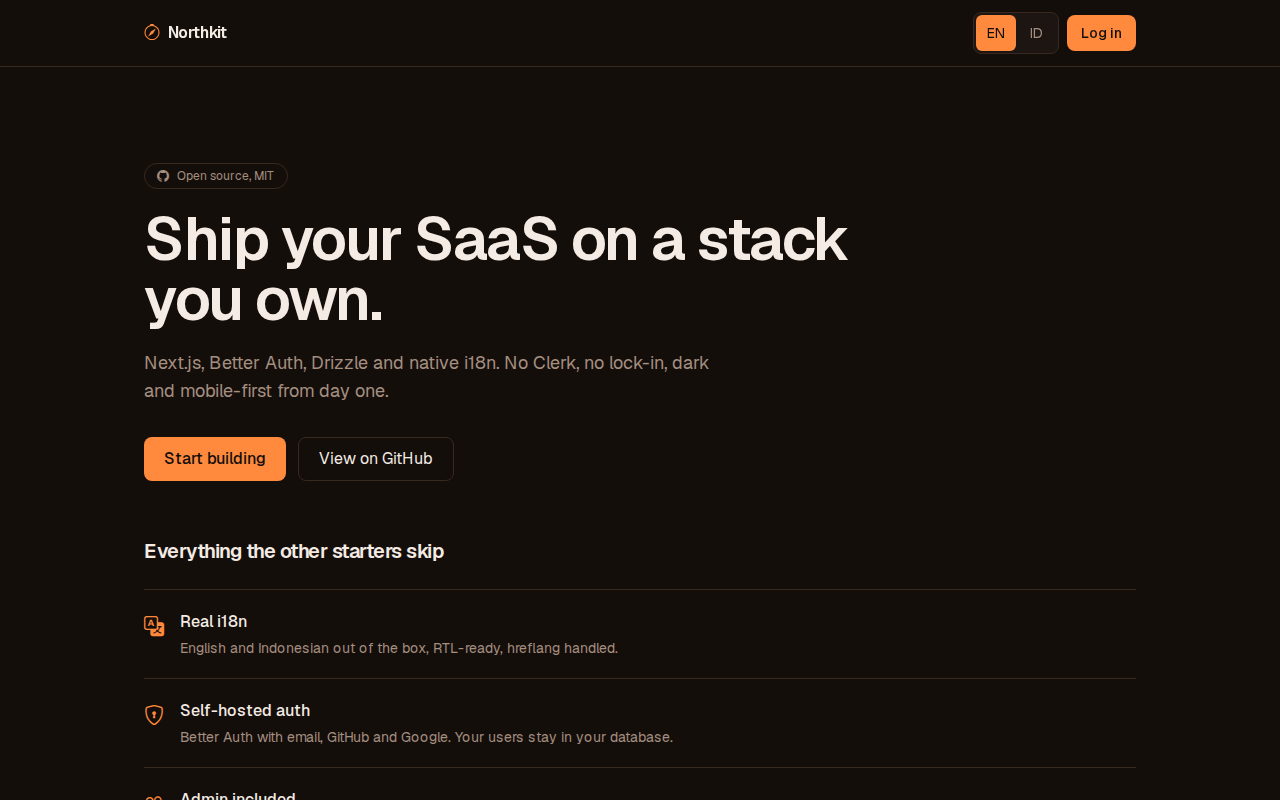 Northkit
EN
ID
Log in
Open source, MIT
Ship your SaaS on a stack
you own.
Next.js, Better Auth, Drizzle and native i18n. No Clerk, no lock-in, dark
and mobile-first from day one.
Start building
View on GitHub
Everything the other starters skip
Real i18n
English and Indonesian out of the box, RTL-ready, hreflang handled.
Self-hosted auth
Better Auth with email, GitHub and Google. Your users stay in your database.
Admin included